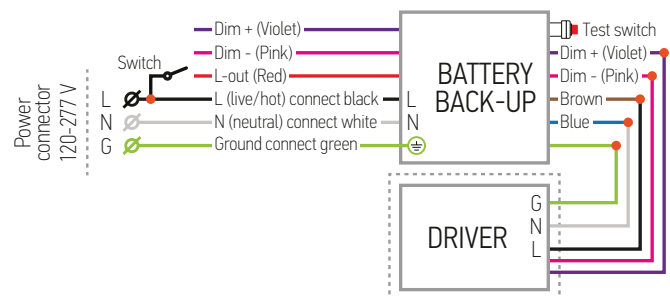 Dim + (Violet)
Test switch
Dim - (Pink)
Dim + (Violet)
Switch
L-out (Red)
BATTERY
BACK-UP
Dim - (Pink)
Power
connector
120-277 V
L
L (live/hot) connect black
L
Brown
N
N (neutral) connect white
N
Blue
G
Ground connect green
DRIVER
G
N
L